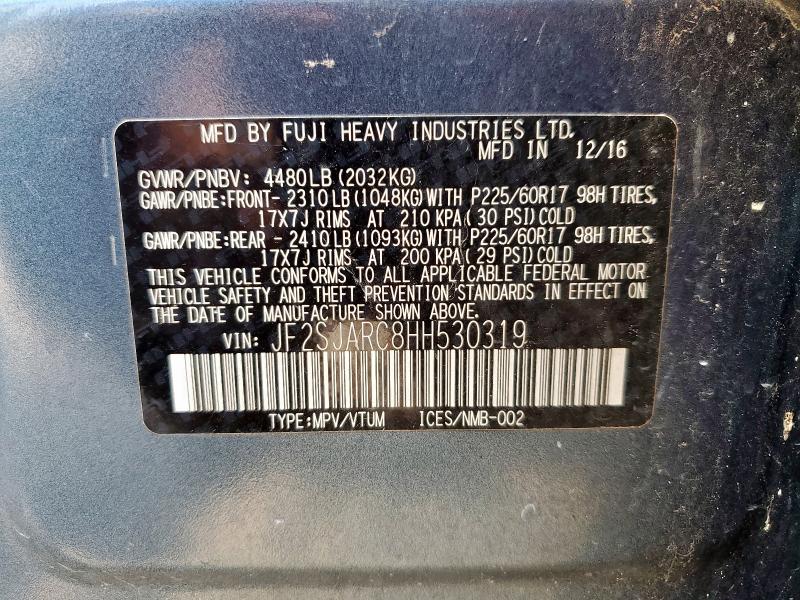 MFD BY FUJI HEAVY INDUSTRIES LTD.
MFD IN 12/16
GVWR/PNBV: 4480LB (2032KG)
GAWR/PNBE:FRONT- 2310 LB (1048KG) WITH P225/60R17 98H TIRES,
17X7J RIMS AT 210 KPA ( 30 PSI) COLD
GAWR/PNBE:REAR - 2410 LB (1093KG) WITH P225/60R17 98H TIRES,
17X7J RIMS AT 200 KPA ( 29 PSI) COLD
THIS VEHICLE CONFORMS TO ALL APPLICABLE FEDERAL MOTOR
VEHICLE SAFETY AND THEFT PREVENTION STANDARDS IN EFFECT ON
THE DATE OF MANUFACTURE SHOWN ABOVE.
VIN: JF2SJARC8HH530319
TYPE:MPV/VTUM ICES/NMB-002